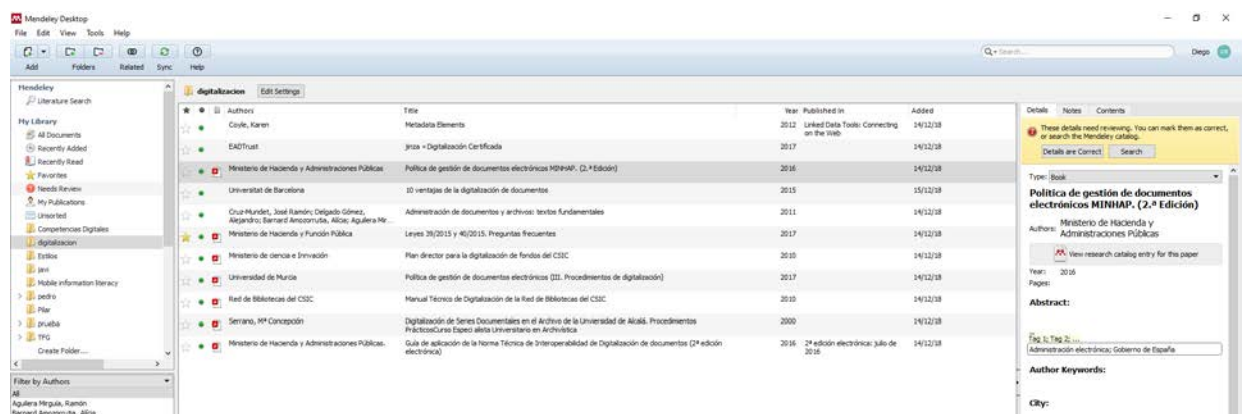 Mendeley Desktop
File Edit View Tools Help
Add Folders Related Sync Help
Search...
Diego
Mendeley
Literature Search
My Library
All Documents
Recently Added
Recently Read
Favorites
Needs Review
My Publications
Unsorted
Competencias Digitales
digitalizacion
Estilos
javi
Mobile information literacy
pedro
Pilar
prueba
TFG
Create Folder...
Filter by Authors
All
Aguilera Mirguía, Ramón
Barnard Amozorrutia, Alicia
digitalizacion Edit Settings
Authors Title Year Published In Added
Coyle, Karen Metadata Elements 2012 Linked Data Tools: Connecting on the Web 14/12/18
EADTrust jinza » Digitalización Certificada 2017 14/12/18
Ministerio de Hacienda y Administraciones Públicas Política de gestión de documentos electrónicos MINHAP. (2.ª Edición) 2016 14/12/18
Universitat de Barcelona 10 ventajas de la digitalización de documentos 2015 15/12/18
Cruz-Mundet, José Ramón; Delgado Gómez, Alejandro; Barnard Amozorrutia, Alicia; Aguilera Mir... Administración de documentos y archivos: textos fundamentales 2011 14/12/18
Ministerio de Hacienda y Función Pública Leyes 39/2015 y 40/2015. Preguntas frecuentes 2017 14/12/18
Ministerio de ciencia e Innvación Plan director para la digitalización de fondos del CSIC 2010 14/12/18
Universidad de Murcia Política de gestión de documentos electrónicos (III. Procedimientos de digitalización) 2017 14/12/18
Red de Bibliotecas del CSIC Manual Técnico de Digitalización de la Red de Bibliotecas del CSIC 2010 14/12/18
Serrano, Mª Concepción Digitalización de Series Documentales en el Archivo de la Unviersidad de Alcalá. Procedimientos PrácticosCurso Especi alista Universitario en Archivística 2000 14/12/18
Ministerio de Hacienda y Administraciones Públicas. Guía de aplicación de la Norma Técnica de Interoperabilidad de Digitalización de documentos (2ª edición electrónica) 2016 2ª edición electrónica: julio de 2016 14/12/18
Details Notes Contents
These details need reviewing. You can mark them as correct, or search the Mendeley catalog.
Details are Correct Search
Type: Book
Política de gestión de documentos
electrónicos MINHAP. (2.ª Edición)
Authors: Ministerio de Hacienda y
Administraciones Públicas
View research catalog entry for this paper
Year: 2016
Pages:
Abstract:
Tag 1; Tag 2; ...
Administración electrónica; Gobierno de España
Author Keywords:
City: